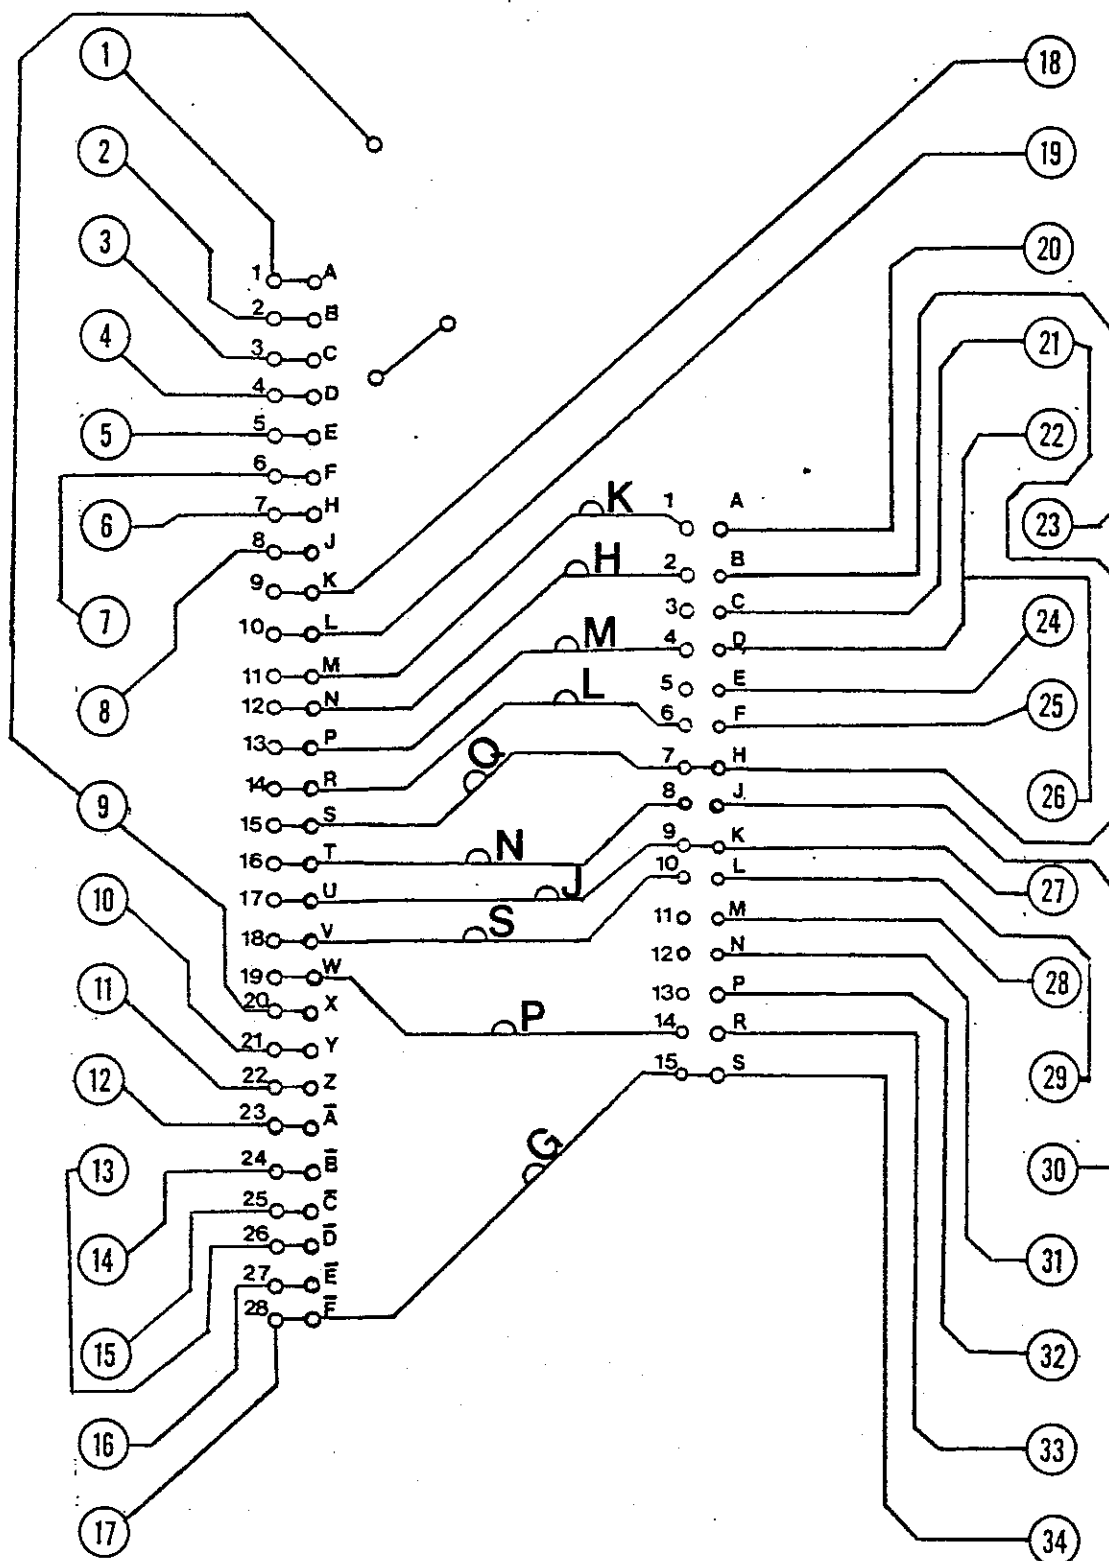 1
18
2
19
3
20
1 A
2 B
4
3 C
21
4 D
5
5 E
22
6 F
6
7 H
K 1 A
23
8 J
H 2 B
9 K
3 C
7
10 L
M 4 D
24
11 M
L 5 E
8
12 N
6 F
25
13 P
Q 7 H
14 R
8 J
26
9
15 S
16 T
N 9 K
17 U
J 10 L
27
10
18 V
S 11 M
19 W
12 N
28
11
20 X
P 13 P
21 Y
14 R
12
22 Z
15 S
29
23 A̅
G
13
24 B̅
30
25 C̅
14
26 D̅
31
27 E̅
28 F̅
15
32
16
33
17
34